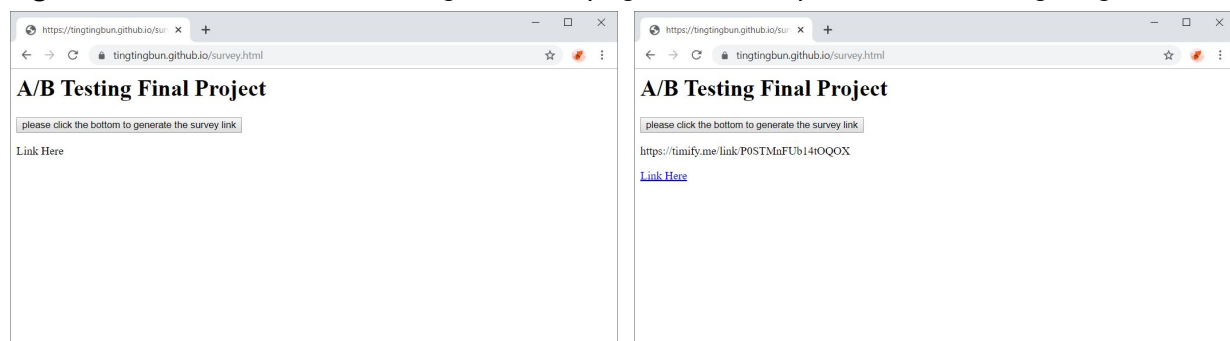 https://tingtingbun.github.io/sur
tingtingbun.github.io/survey.html
A/B Testing Final Project
please click the bottom to generate the survey link
Link Here
https://tingtingbun.github.io/sur
tingtingbun.github.io/survey.html
A/B Testing Final Project
please click the bottom to generate the survey link
https://timify.me/link/P0STMnFUb14tOQOX
Link Here